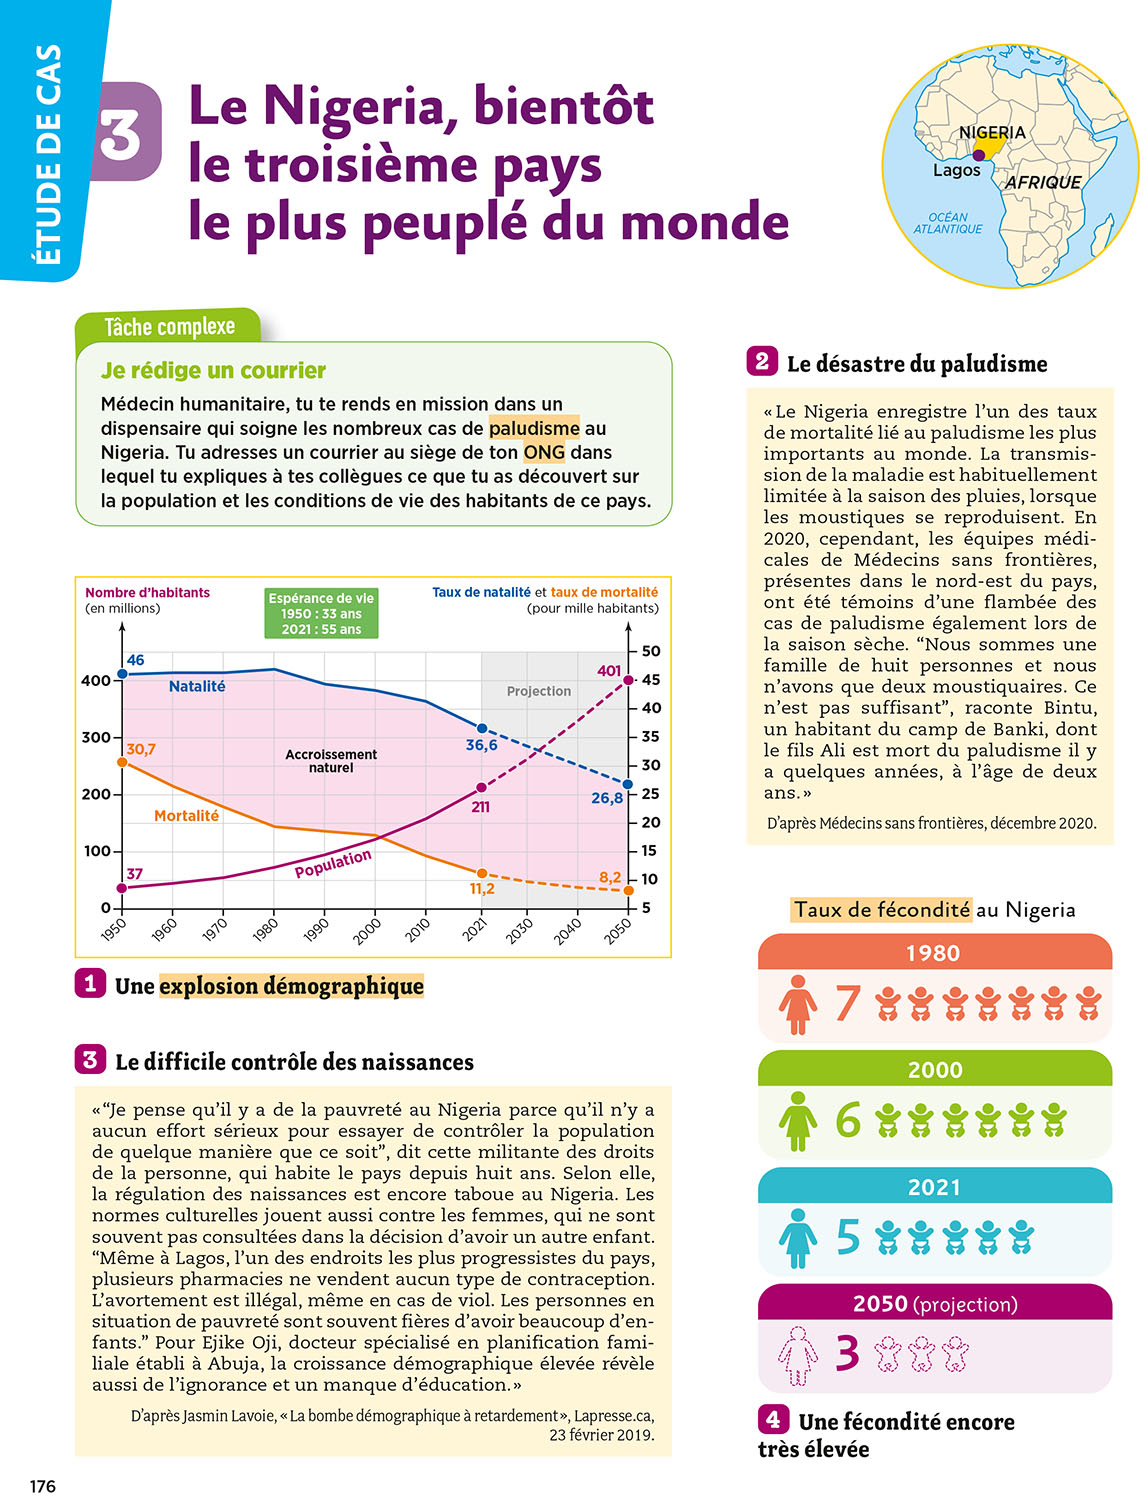 ÉTUDE DE CAS
3
Le Nigeria, bientôt
le troisième pays
le plus peuplé du monde
NIGERIA
Lagos
AFRIQUE
OCÉAN
ATLANTIQUE
Tâche complexe
Je rédige un courrier
Médecin humanitaire, tu te rends en mission dans un
dispensaire qui soigne les nombreux cas de paludisme au
Nigeria. Tu adresses un courrier au siège de ton ONG dans
lequel tu expliques à tes collègues ce que tu as découvert sur
la population et les conditions de vie des habitants de ce pays.
Nombre d'habitants
(en millions)
Espérance de vie
1950 : 33 ans
2021 : 55 ans
Taux de natalité et taux de mortalité
(pour mille habitants)
400
300
200
100
0
50
45
40
35
30
25
20
15
10
5
46
Natalité
30,7
Mortalité
37
Population
Accroissement
naturel
Projection
36,6
211
11,2
401
26,8
8,2
1950
1960
1970
1980
1990
2000
2010
2021
2030
2040
2050
1 Une explosion démographique
2 Le désastre du paludisme
« Le Nigeria enregistre l'un des taux
de mortalité lié au paludisme les plus
importants au monde. La transmis-
sion de la maladie est habituellement
limitée à la saison des pluies, lorsque
les moustiques se reproduisent. En
2020, cependant, les équipes médi-
cales de Médecins sans frontières,
présentes dans le nord-est du pays,
ont été témoins d'une flambée des
cas de paludisme également lors de
la saison sèche. “Nous sommes une
famille de huit personnes et nous
n'avons que deux moustiquaires. Ce
n'est pas suffisant”, raconte Bintu,
un habitant du camp de Banki, dont
le fils Ali est mort du paludisme il y
a quelques années, à l'âge de deux
ans. »
D'après Médecins sans frontières, décembre 2020.
3 Le difficile contrôle des naissances
« “Je pense qu'il y a de la pauvreté au Nigeria parce qu'il n'y a
aucun effort sérieux pour essayer de contrôler la population
de quelque manière que ce soit”, dit cette militante des droits
de la personne, qui habite le pays depuis huit ans. Selon elle,
la régulation des naissances est encore taboue au Nigeria. Les
normes culturelles jouent aussi contre les femmes, qui ne sont
souvent pas consultées dans la décision d'avoir un autre enfant.
“Même à Lagos, l'un des endroits les plus progressistes du pays,
plusieurs pharmacies ne vendent aucun type de contraception.
L'avortement est illégal, même en cas de viol. Les personnes en
situation de pauvreté sont souvent fières d'avoir beaucoup d'en-
fants.” Pour Ejike Oji, docteur spécialisé en planification fami-
liale établi à Abuja, la croissance démographique élevée révèle
aussi de l'ignorance et un manque d'éducation. »
D'après Jasmin Lavoie, « La bombe démographique à retardement », Lapresse.ca,
23 février 2019.
Taux de fécondité au Nigeria
1980
7
2000
6
2021
5
2050 (projection)
3
4 Une fécondité encore
très élevée
176